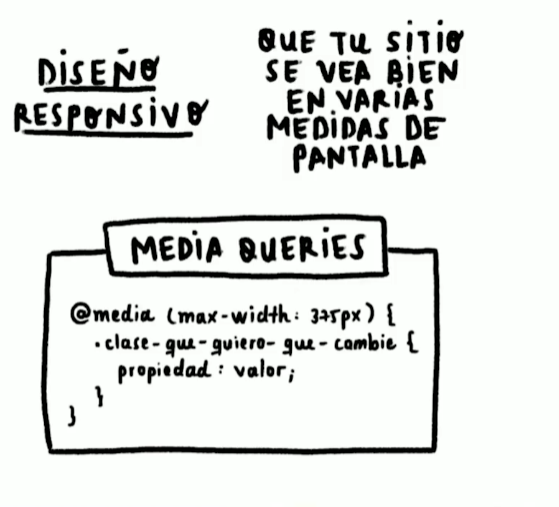 DISEÑO
RESPONSIVO
QUE TU SITIO
SE VEA BIEN
EN VARIAS
MEDIDAS DE
PANTALLA
MEDIA QUERIES
@media (max-width: 375px) {
.clase-que-quiero-que-cambie {
propiedad: valor;
}
}